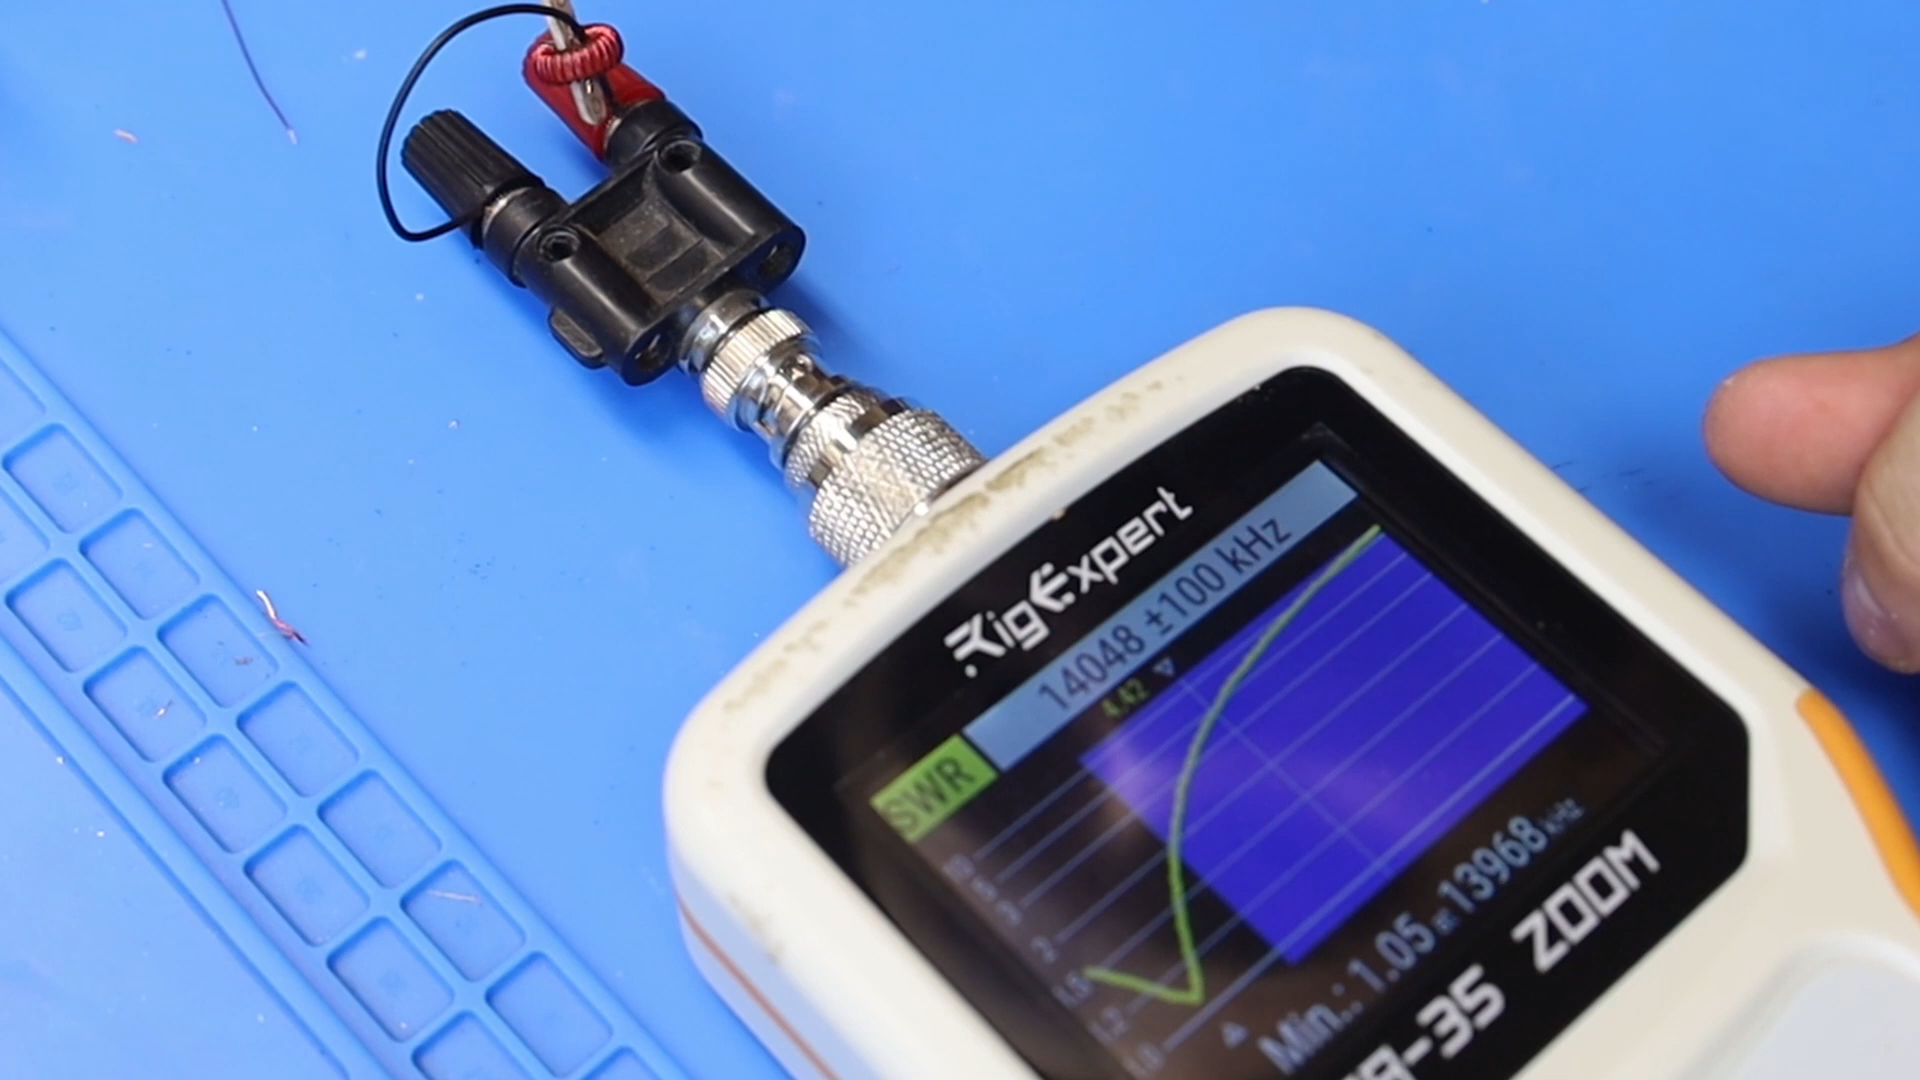 RigExpert
14048 ±100 kHz
4.42
SWR
Min.: 1.05 at 13968 kHz
-35 ZOOM